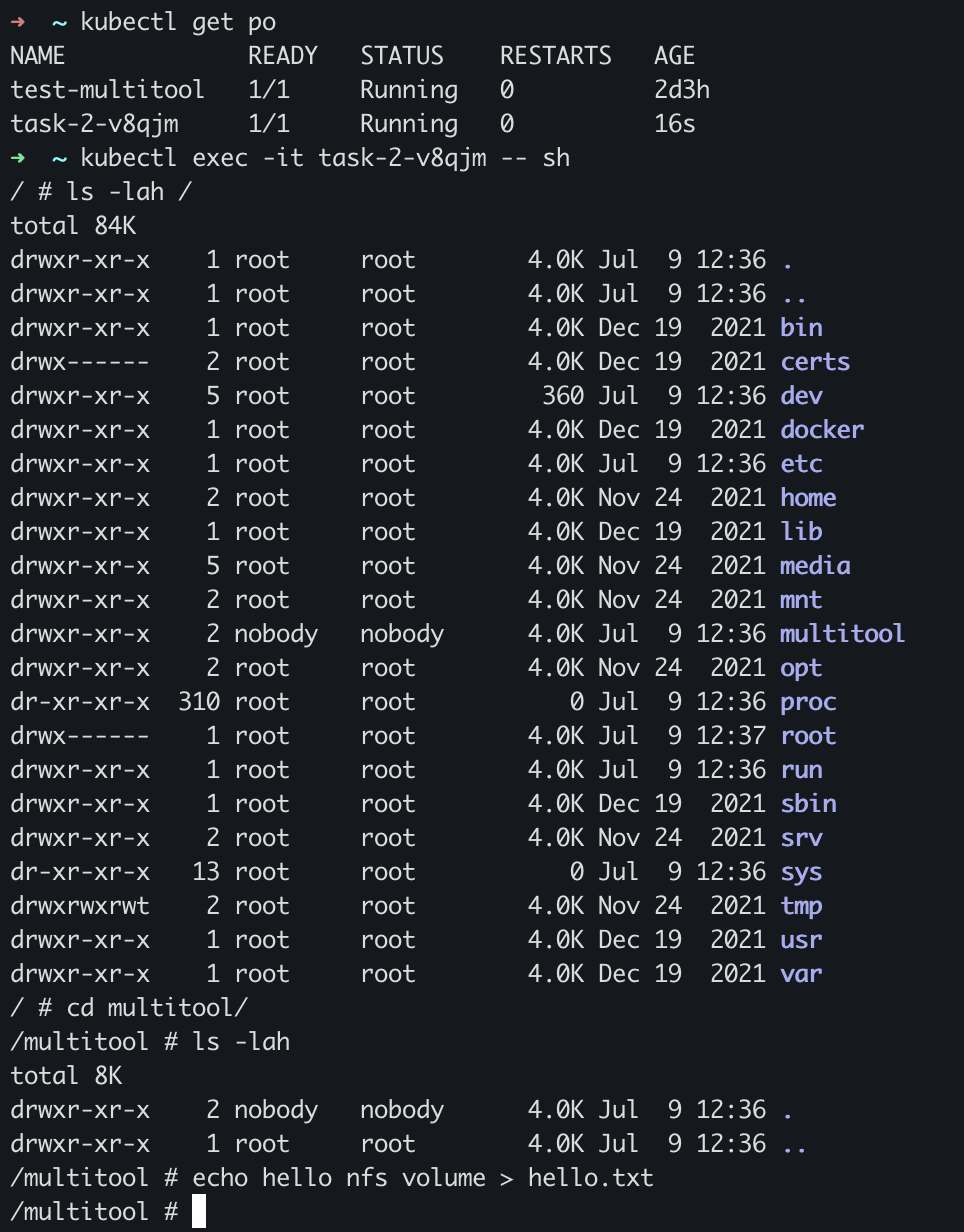 ➜  ~ kubectl get po
NAME             READY   STATUS    RESTARTS   AGE
test-multitool   1/1     Running   0          2d3h
task-2-v8qjm     1/1     Running   0          16s
➜  ~ kubectl exec -it task-2-v8qjm -- sh
/ # ls -lah /
total 84K
drwxr-xr-x    1 root     root        4.0K Jul  9 12:36 .
drwxr-xr-x    1 root     root        4.0K Jul  9 12:36 ..
drwxr-xr-x    1 root     root        4.0K Dec 19  2021 bin
drwx------    2 root     root        4.0K Dec 19  2021 certs
drwxr-xr-x    5 root     root         360 Jul  9 12:36 dev
drwxr-xr-x    1 root     root        4.0K Dec 19  2021 docker
drwxr-xr-x    1 root     root        4.0K Jul  9 12:36 etc
drwxr-xr-x    2 root     root        4.0K Nov 24  2021 home
drwxr-xr-x    1 root     root        4.0K Dec 19  2021 lib
drwxr-xr-x    5 root     root        4.0K Nov 24  2021 media
drwxr-xr-x    2 root     root        4.0K Nov 24  2021 mnt
drwxr-xr-x    2 nobody   nobody      4.0K Jul  9 12:36 multitool
drwxr-xr-x    2 root     root        4.0K Nov 24  2021 opt
dr-xr-xr-x  310 root     root           0 Jul  9 12:36 proc
drwx------    1 root     root        4.0K Jul  9 12:37 root
drwxr-xr-x    1 root     root        4.0K Jul  9 12:36 run
drwxr-xr-x    1 root     root        4.0K Dec 19  2021 sbin
drwxr-xr-x    2 root     root        4.0K Nov 24  2021 srv
dr-xr-xr-x   13 root     root           0 Jul  9 12:36 sys
drwxrwxrwt    2 root     root        4.0K Nov 24  2021 tmp
drwxr-xr-x    1 root     root        4.0K Dec 19  2021 usr
drwxr-xr-x    1 root     root        4.0K Dec 19  2021 var
/ # cd multitool/
/multitool # ls -lah
total 8K
drwxr-xr-x    2 nobody   nobody      4.0K Jul  9 12:36 .
drwxr-xr-x    1 root     root        4.0K Jul  9 12:36 ..
/multitool # echo hello nfs volume > hello.txt
/multitool #